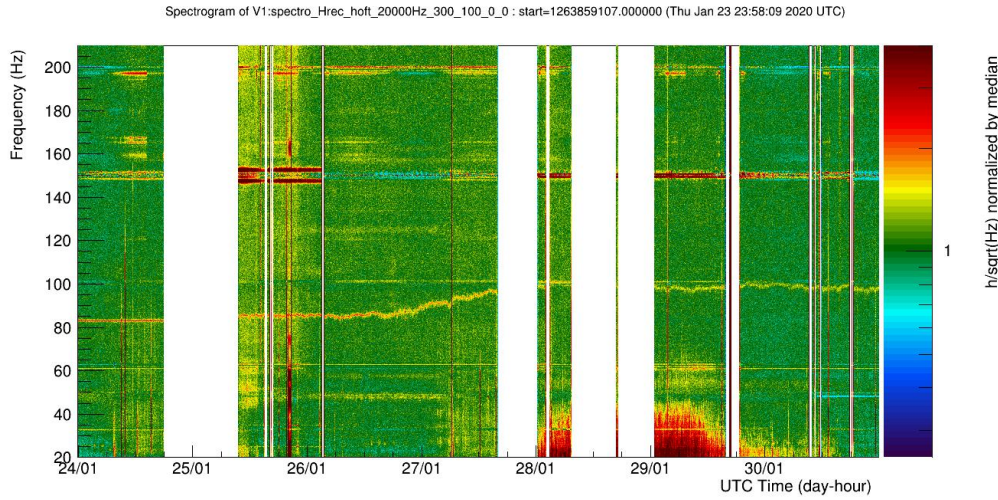 Spectrogram of V1:spectro_Hrec_hoft_20000Hz_300_100_0_0 : start=1263859107.000000 (Thu Jan 23 23:58:09 2020 UTC)
Frequency (Hz)
200
180
160
140
120
100
80
60
40
20
24/01 25/01 26/01 27/01 28/01 29/01 30/01
UTC Time (day-hour)
1
h/sqrt(Hz) normalized by median